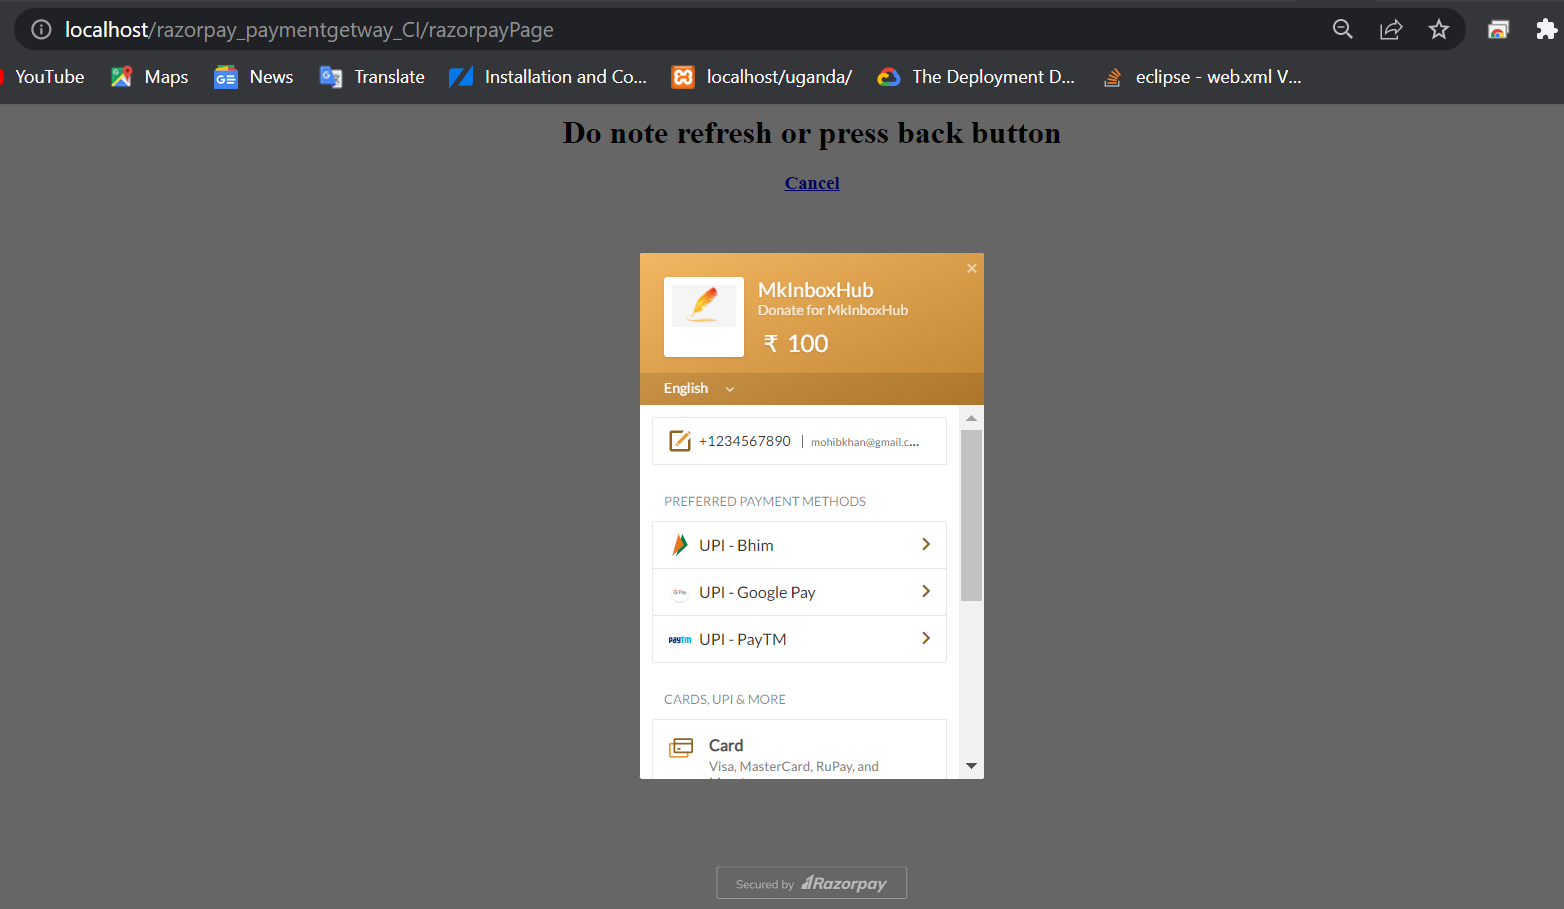 localhost/razorpay_paymentgetway_CI/razorpayPage
YouTube Maps News Translate Installation and Co... localhost/uganda/ The Deployment D... eclipse - web.xml V...
Do note refresh or press back button
Cancel
MkInboxHub
Donate for MkInboxHub
₹ 100
English
+1234567890 | mohibkhan@gmail.c...
PREFERRED PAYMENT METHODS
UPI - Bhim
G Pay UPI - Google Pay
paytm UPI - PayTM
CARDS, UPI & MORE
Card
Visa, MasterCard, RuPay, and
Secured by Razorpay